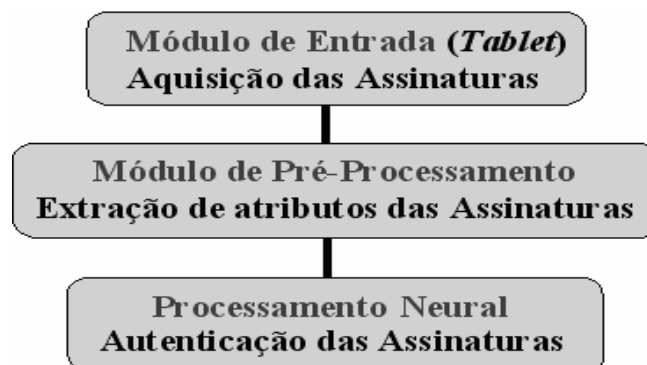 Módulo de Entrada (Tablet)
Aquisição das Assinaturas
Módulo de Pré-Processamento
Extração de atributos das Assinaturas
Processamento Neural
Autenticação das Assinaturas